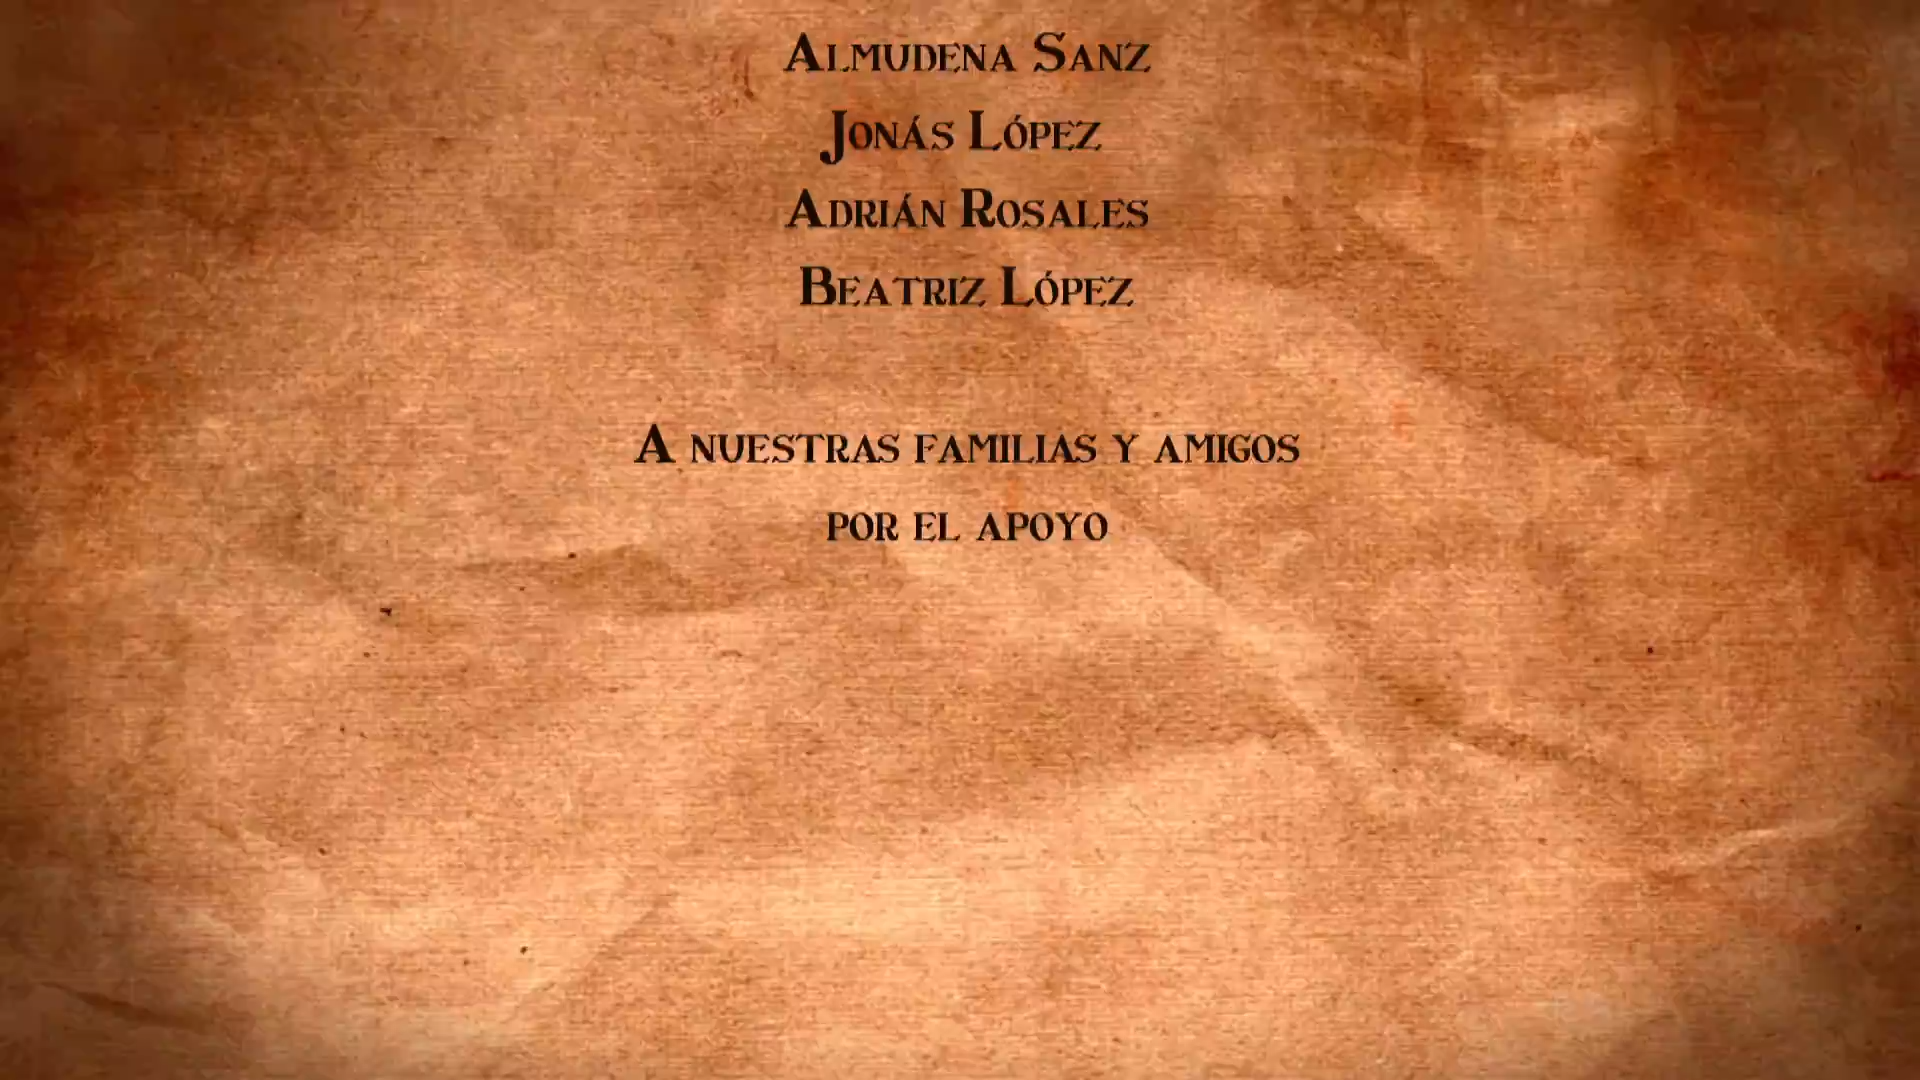 Almudena Sanz
Jonás López
Adrián Rosales
Beatriz López
A nuestras familias y amigos
por el apoyo